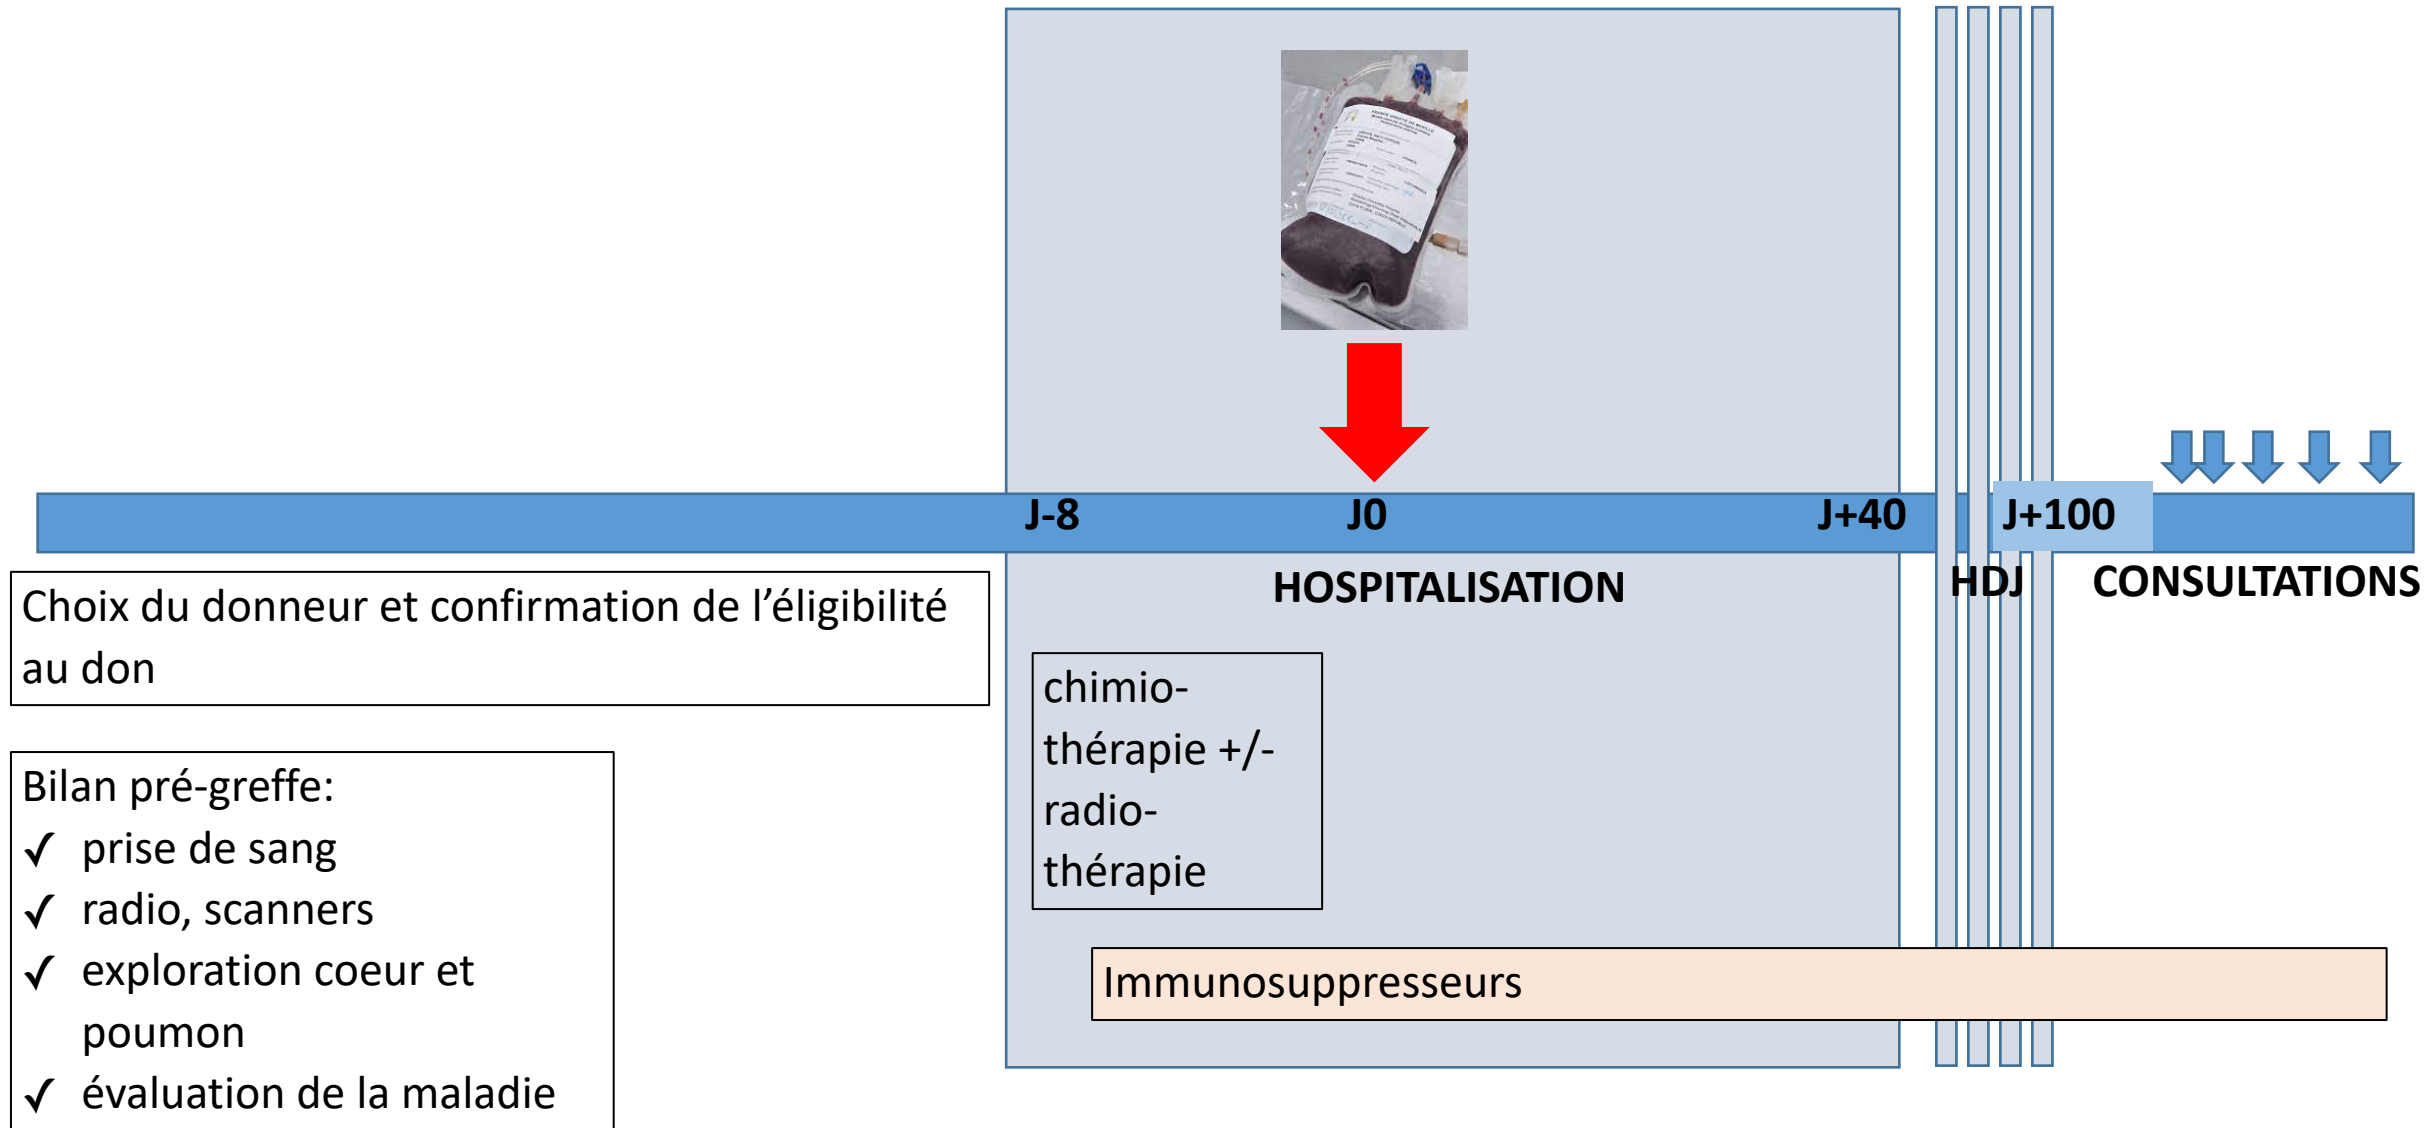 J-8
J0
J+40
J+100
HOSPITALISATION
HDJ
CONSULTATIONS
Choix du donneur et confirmation de l’éligibilité
au don
chimio-
thérapie +/-
radio-
thérapie
Bilan pré-greffe:
✓ prise de sang
✓ radio, scanners
✓ exploration coeur et
poumon
✓ évaluation de la maladie
Immunosuppresseurs